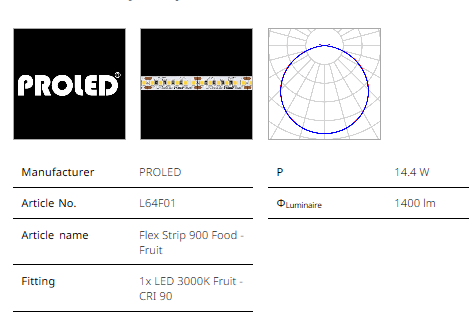 PROLED®
Manufacturer PROLED
Article No. L64F01
Article name Flex Strip 900 Food -
Fruit
Fitting 1x LED 3000K Fruit -
CRI 90
P 14.4 W
ΦLuminaire 1400 lm